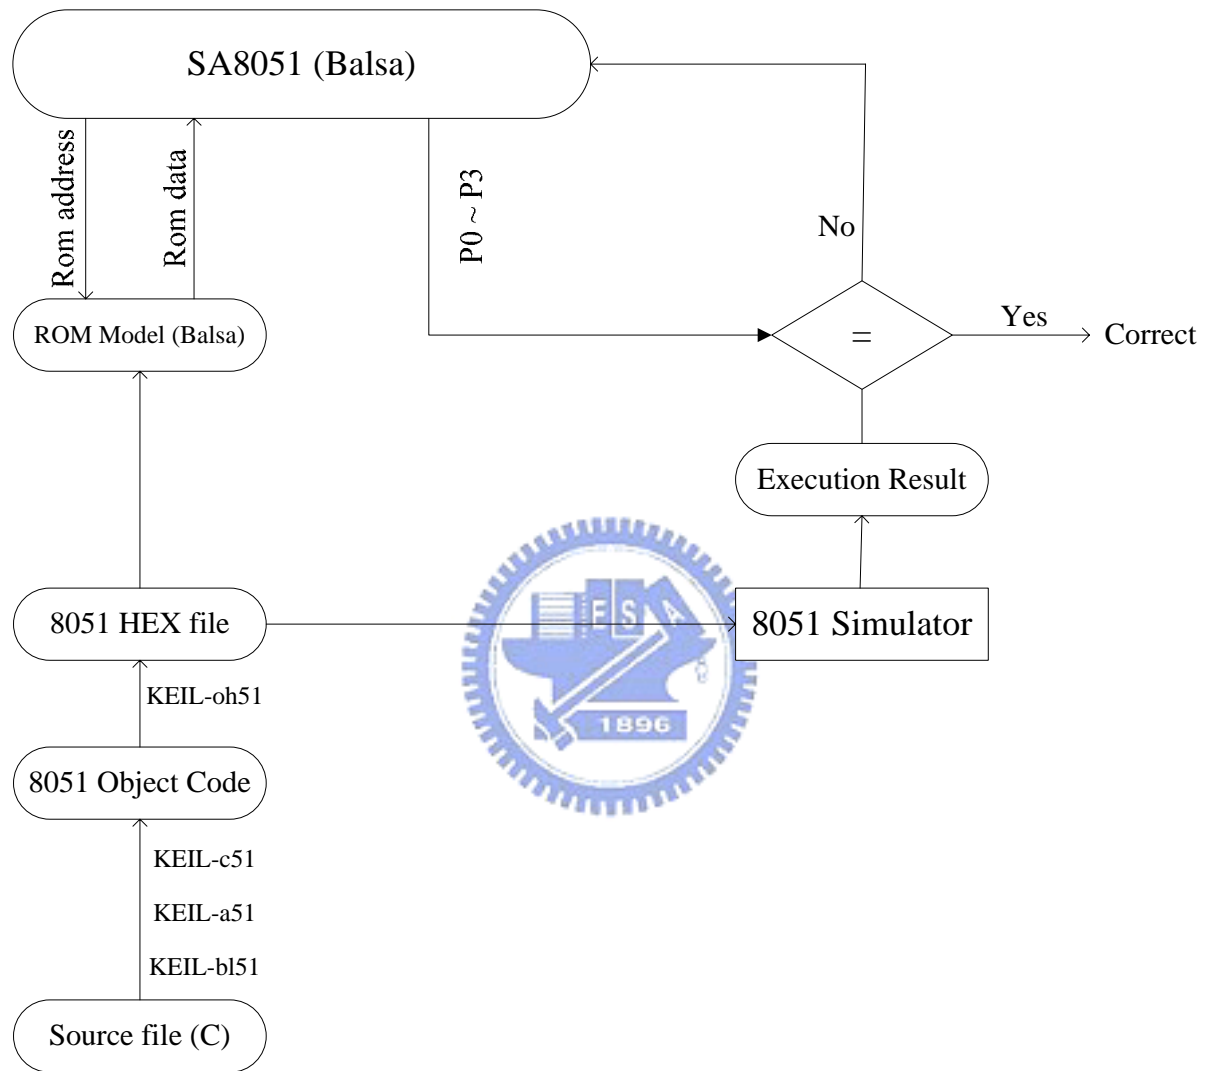 SA8051 (Balsa)
Rom address
Rom data
P0 ~ P3
No
ROM Model (Balsa)
=
Yes
Correct
Execution Result
8051 HEX file
8051 Simulator
E S A
1896
KEIL-oh51
8051 Object Code
KEIL-c51
KEIL-a51
KEIL-bl51
Source file (C)